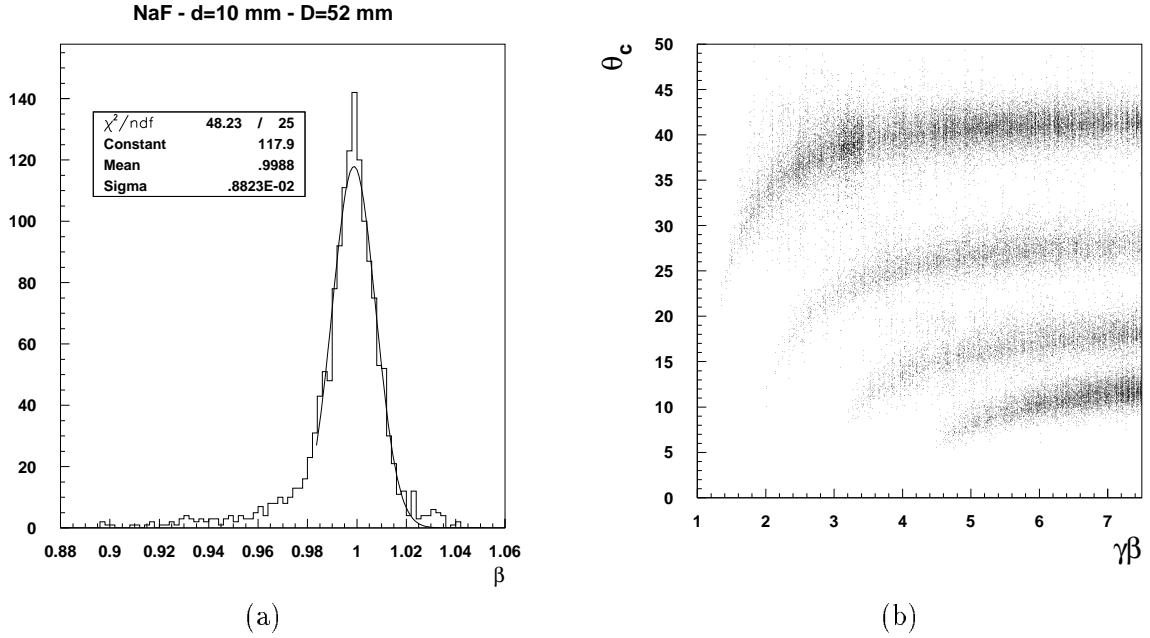 NaF - d=10 mm - D=52 mm
χ²/ndf 48.23 / 25
Constant 117.9
Mean .9988
Sigma .8823E-02
140
120
100
80
60
40
20
0
0.88 0.9 0.92 0.94 0.96 0.98 1 1.02 1.04 1.06
β
(a)
θc
50
45
40
35
30
25
20
15
10
5
0
1 2 3 4 5 6 7
γβ
(b)